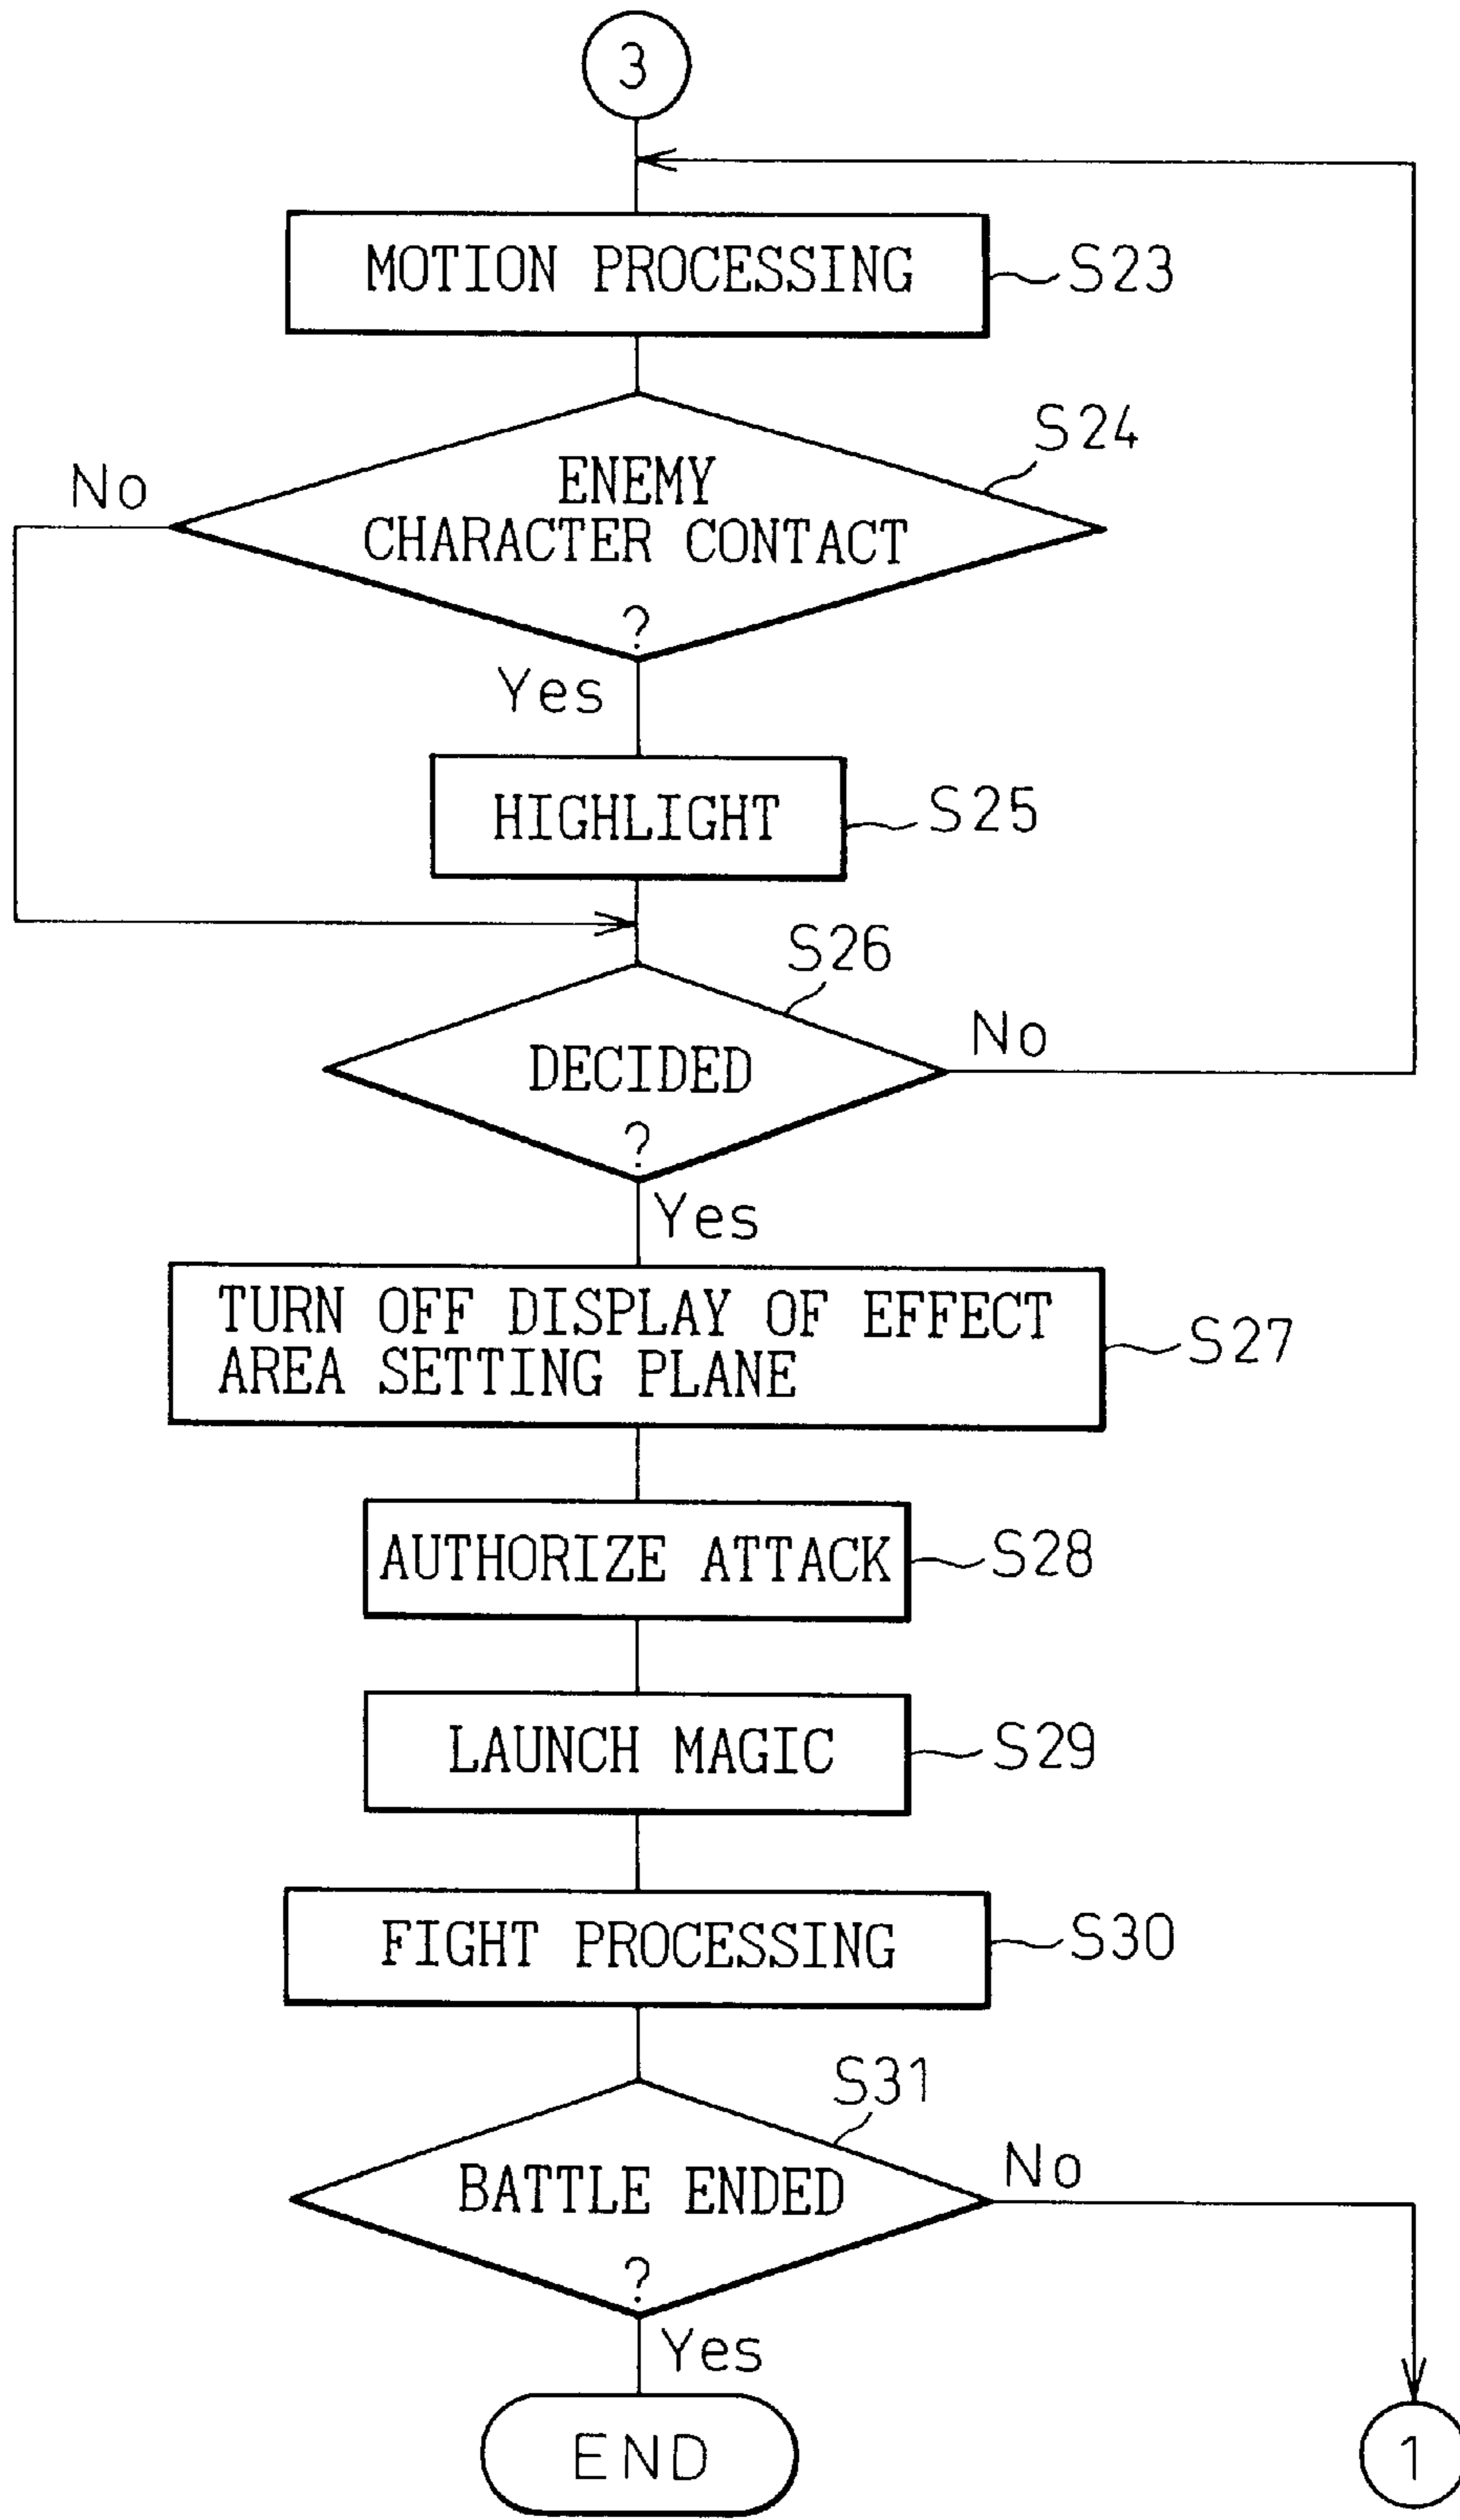 3
MOTION PROCESSING
S23
S24
No
ENEMY
CHARACTER CONTACT
?
Yes
HIGHLIGHT
S25
S26
No
DECIDED
?
Yes
TURN OFF DISPLAY OF EFFECT
AREA SETTING PLANE
S27
AUTHORIZE ATTACK
S28
LAUNCH MAGIC
S29
FIGHT PROCESSING
S30
S31
No
BATTLE ENDED
?
Yes
END
1